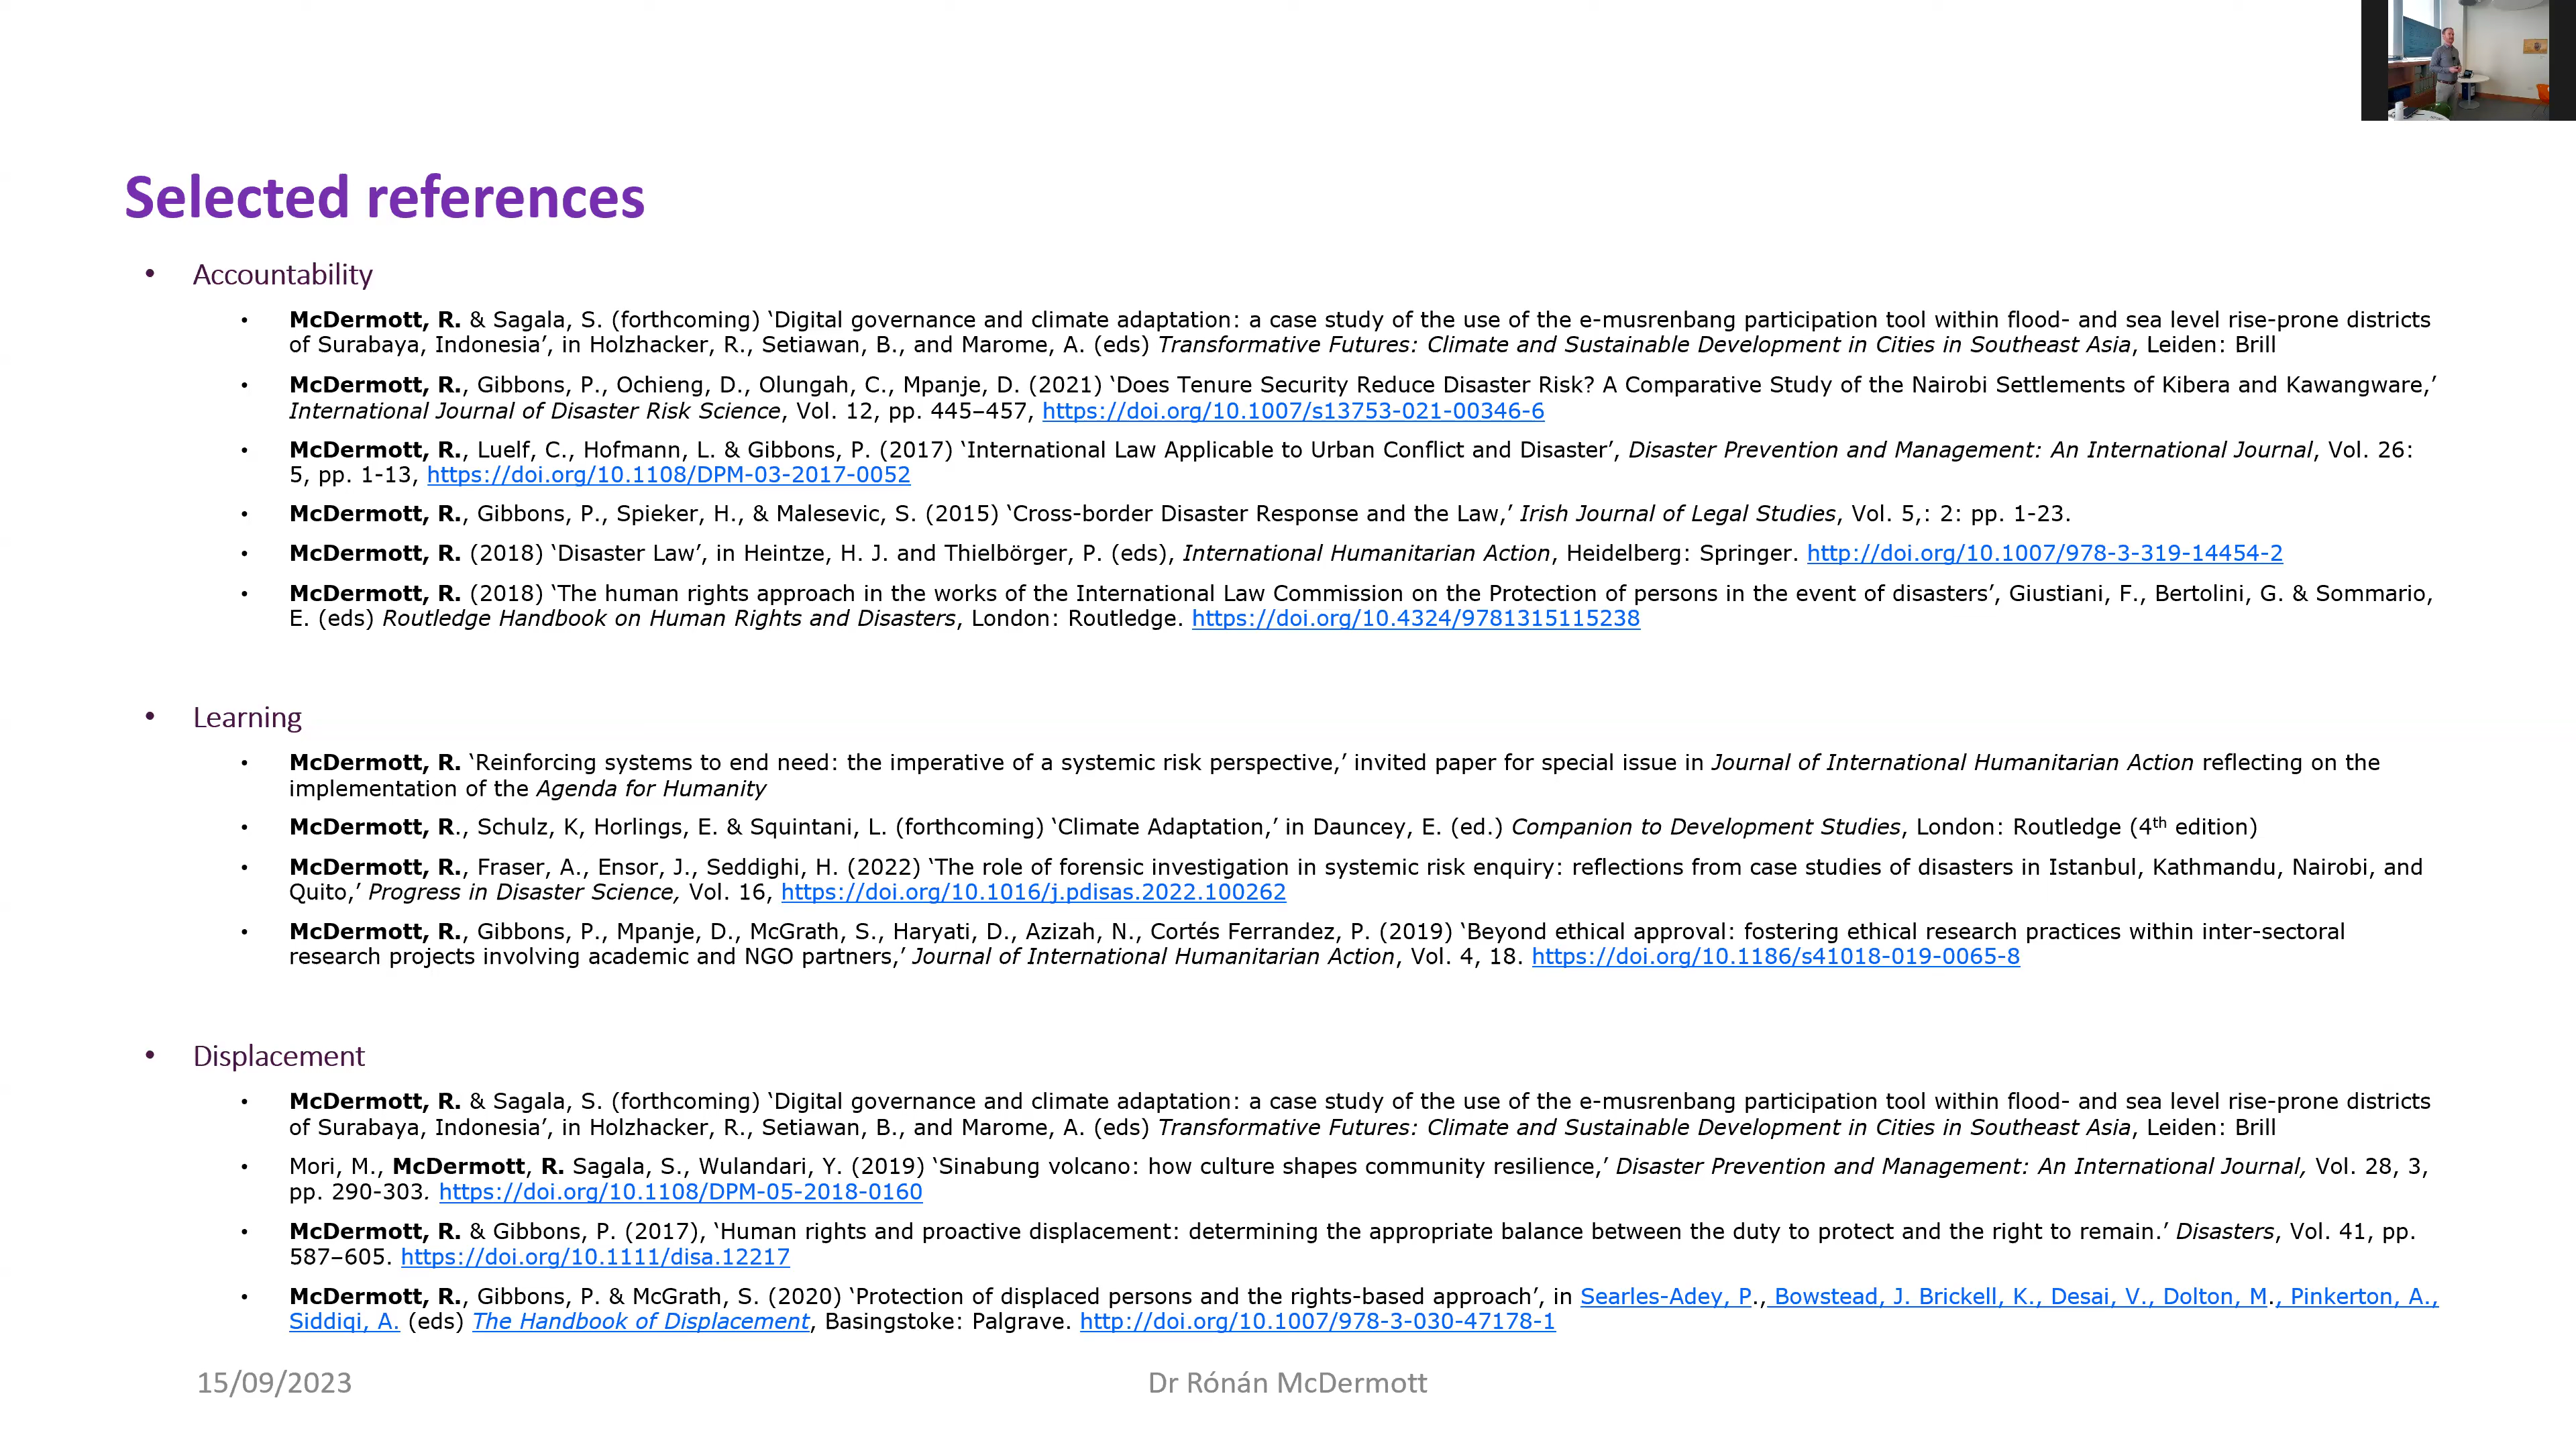 Selected references
• Accountability
• McDermott, R. & Sagala, S. (forthcoming) ‘Digital governance and climate adaptation: a case study of the use of the e-musrenbang participation tool within flood- and sea level rise-prone districts
of Surabaya, Indonesia’, in Holzhacker, R., Setiawan, B., and Marome, A. (eds) Transformative Futures: Climate and Sustainable Development in Cities in Southeast Asia, Leiden: Brill
• McDermott, R., Gibbons, P., Ochieng, D., Olungah, C., Mpanje, D. (2021) ‘Does Tenure Security Reduce Disaster Risk? A Comparative Study of the Nairobi Settlements of Kibera and Kawangware,’
International Journal of Disaster Risk Science, Vol. 12, pp. 445–457, https://doi.org/10.1007/s13753-021-00346-6
• McDermott, R., Luelf, C., Hofmann, L. & Gibbons, P. (2017) ‘International Law Applicable to Urban Conflict and Disaster’, Disaster Prevention and Management: An International Journal, Vol. 26:
5, pp. 1-13, https://doi.org/10.1108/DPM-03-2017-0052
• McDermott, R., Gibbons, P., Spieker, H., & Malesevic, S. (2015) ‘Cross-border Disaster Response and the Law,’ Irish Journal of Legal Studies, Vol. 5,: 2: pp. 1-23.
• McDermott, R. (2018) ‘Disaster Law’, in Heintze, H. J. and Thielbörger, P. (eds), International Humanitarian Action, Heidelberg: Springer. http://doi.org/10.1007/978-3-319-14454-2
• McDermott, R. (2018) ‘The human rights approach in the works of the International Law Commission on the Protection of persons in the event of disasters’, Giustiani, F., Bertolini, G. & Sommario,
E. (eds) Routledge Handbook on Human Rights and Disasters, London: Routledge. https://doi.org/10.4324/9781315115238
• Learning
• McDermott, R. ‘Reinforcing systems to end need: the imperative of a systemic risk perspective,’ invited paper for special issue in Journal of International Humanitarian Action reflecting on the
implementation of the Agenda for Humanity
• McDermott, R., Schulz, K, Horlings, E. & Squintani, L. (forthcoming) ‘Climate Adaptation,’ in Dauncey, E. (ed.) Companion to Development Studies, London: Routledge (4th edition)
• McDermott, R., Fraser, A., Ensor, J., Seddighi, H. (2022) ‘The role of forensic investigation in systemic risk enquiry: reflections from case studies of disasters in Istanbul, Kathmandu, Nairobi, and
Quito,’ Progress in Disaster Science, Vol. 16, https://doi.org/10.1016/j.pdisas.2022.100262
• McDermott, R., Gibbons, P., Mpanje, D., McGrath, S., Haryati, D., Azizah, N., Cortés Ferrandez, P. (2019) ‘Beyond ethical approval: fostering ethical research practices within inter-sectoral
research projects involving academic and NGO partners,’ Journal of International Humanitarian Action, Vol. 4, 18. https://doi.org/10.1186/s41018-019-0065-8
• Displacement
• McDermott, R. & Sagala, S. (forthcoming) ‘Digital governance and climate adaptation: a case study of the use of the e-musrenbang participation tool within flood- and sea level rise-prone districts
of Surabaya, Indonesia’, in Holzhacker, R., Setiawan, B., and Marome, A. (eds) Transformative Futures: Climate and Sustainable Development in Cities in Southeast Asia, Leiden: Brill
• Mori, M., McDermott, R. Sagala, S., Wulandari, Y. (2019) ‘Sinabung volcano: how culture shapes community resilience,’ Disaster Prevention and Management: An International Journal, Vol. 28, 3,
pp. 290-303. https://doi.org/10.1108/DPM-05-2018-0160
• McDermott, R. & Gibbons, P. (2017), ‘Human rights and proactive displacement: determining the appropriate balance between the duty to protect and the right to remain.’ Disasters, Vol. 41, pp.
587–605. https://doi.org/10.1111/disa.12217
• McDermott, R., Gibbons, P. & McGrath, S. (2020) ‘Protection of displaced persons and the rights-based approach’, in Searles-Adey, P., Bowstead, J. Brickell, K., Desai, V., Dolton, M., Pinkerton, A.,
Siddiqi, A. (eds) The Handbook of Displacement, Basingstoke: Palgrave. http://doi.org/10.1007/978-3-030-47178-1
15/09/2023
Dr Rónán McDermott